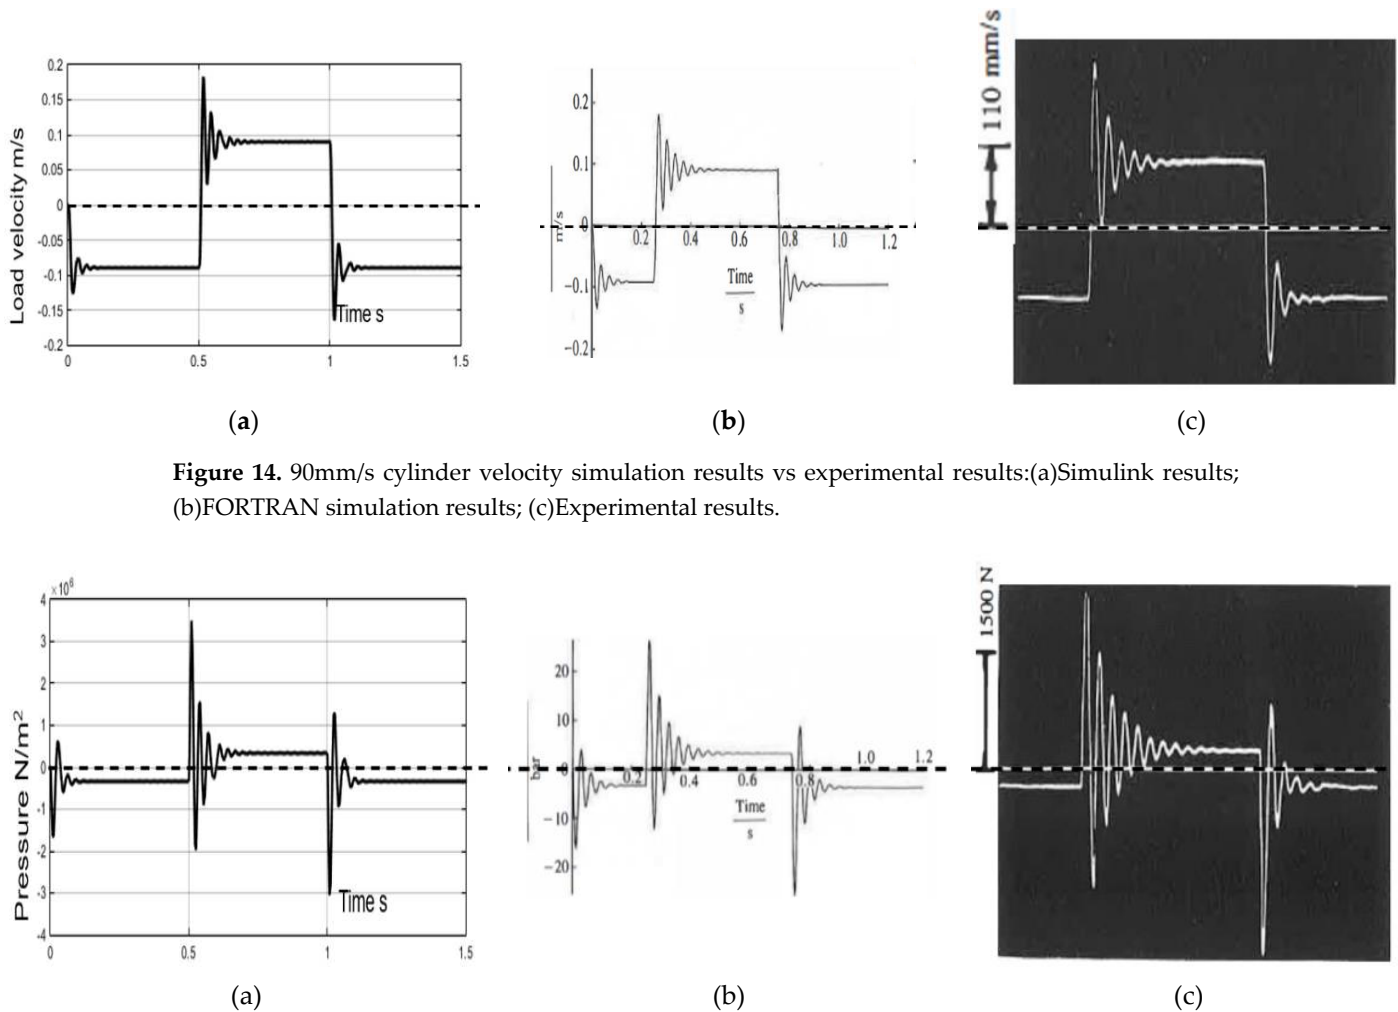 Load velocity m/s
0.2
0.15
0.1
0.05
0
-0.05
-0.1
-0.15
-0.2
0
0.5
1
1.5
Time s
(a)
m/s
0.2
0.1
0
−0.1
−0.2
0.2
0.4
0.6
0.8
1.0
1.2
Time
s
(b)
110 mm/s
(c)
Figure 14. 90mm/s cylinder velocity simulation results vs experimental results:(a)Simulink results;
(b)FORTRAN simulation results; (c)Experimental results.
Pressure N/m²
×10⁶
4
3
2
1
0
-1
-2
-3
-4
0
0.5
1
1.5
Time s
(a)
bar
20
10
0
−10
−20
0.2
0.4
0.6
0.8
1.0
1.2
Time
s
(b)
1500 N
(c)